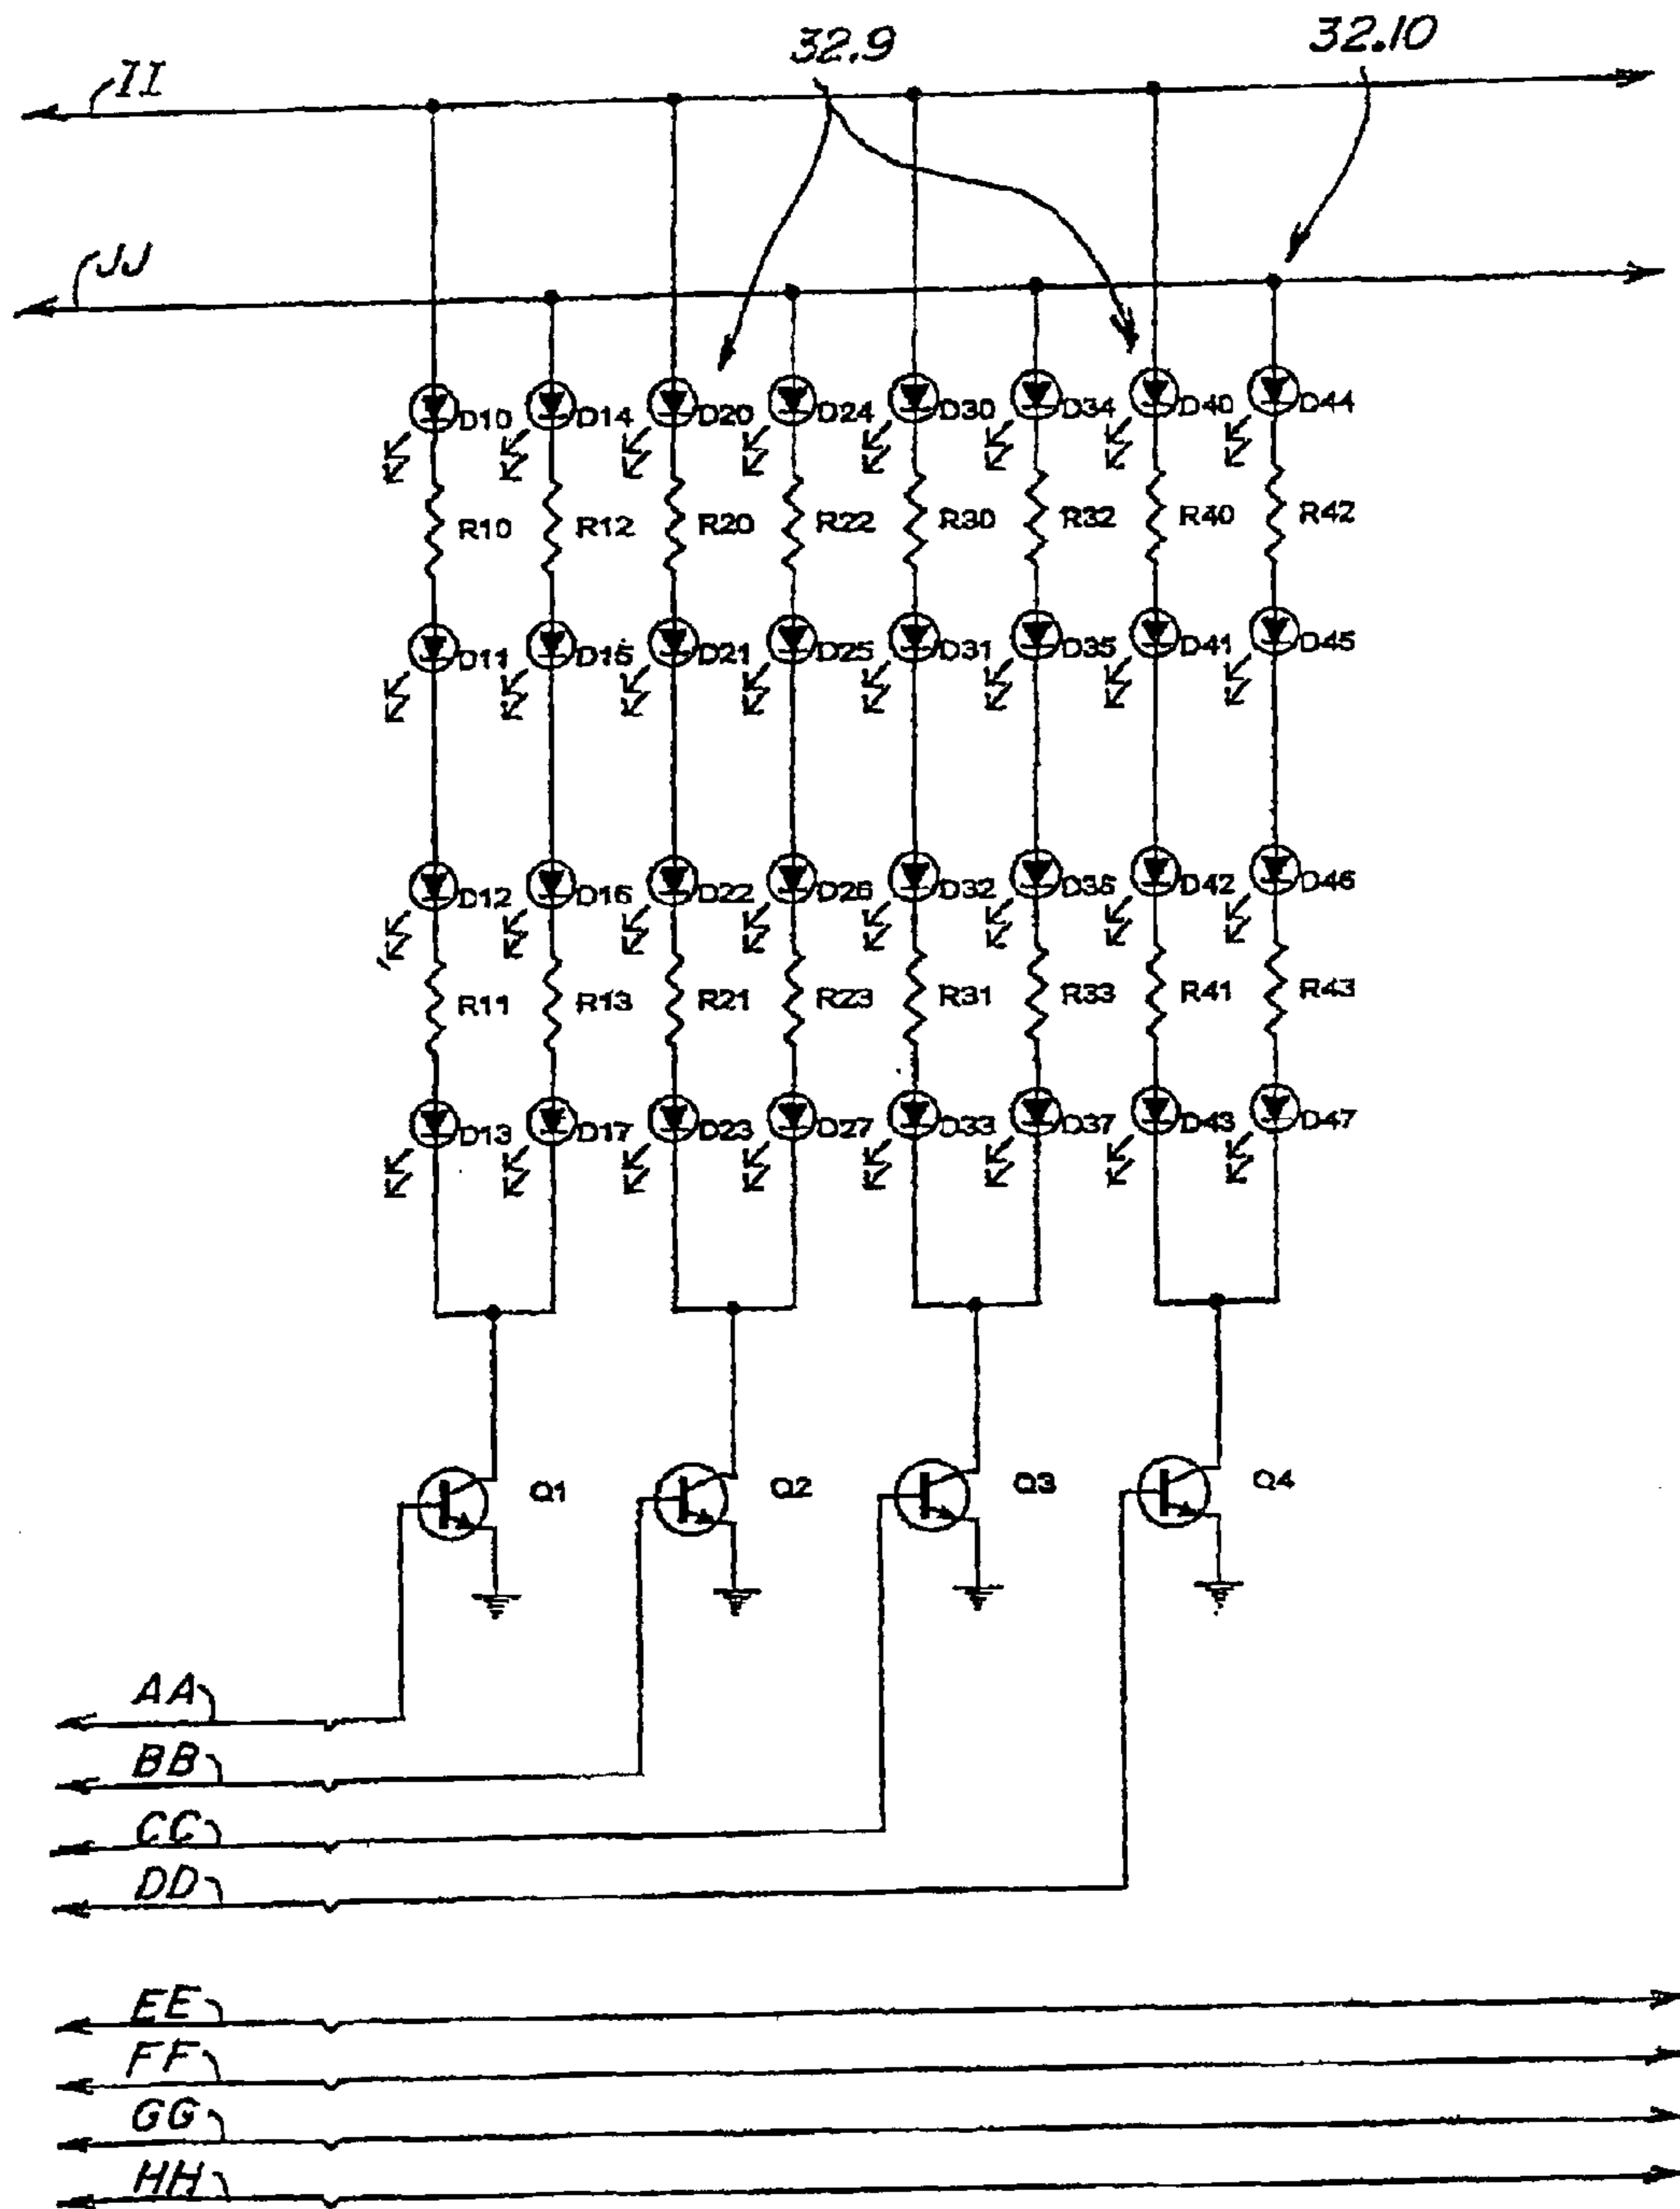 32.9 32.10
II
JJ
D10 D14 D20 D24 D30 D34 D40 D44
R10 R12 R20 R22 R30 R32 R40 R42
D11 D15 D21 D25 D31 D35 D41 D45
D12 D16 D22 D26 D32 D36 D42 D46
R11 R13 R21 R23 R31 R33 R41 R43
D13 D17 D23 D27 D33 D37 D43 D47
Q1 Q2 Q3 Q4
AA
BB
CC
DD
EE
FF
GG
HH